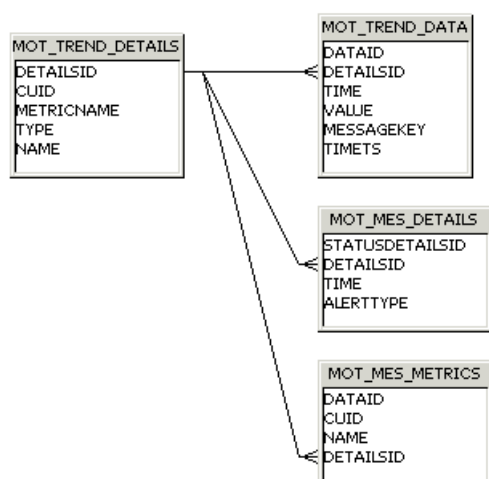 MOT_TREND_DETAILS
DETAILSID
CUID
METRICNAME
TYPE
NAME
MOT_TREND_DATA
DATAID
DETAILSID
TIME
VALUE
MESSAGEKEY
TIMETS
MOT_MES_DETAILS
STATUSDETAILSID
DETAILSID
TIME
ALERTTYPE
MOT_MES_METRICS
DATAID
CUID
NAME
DETAILSID